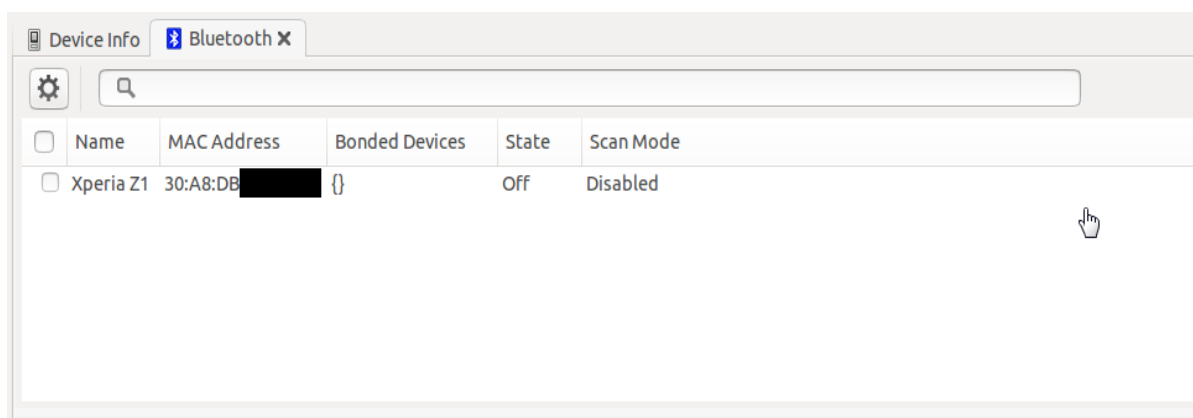 Device Info Bluetooth
Name MAC Address Bonded Devices State Scan Mode
Xperia Z1 30:A8:DB {} Off Disabled